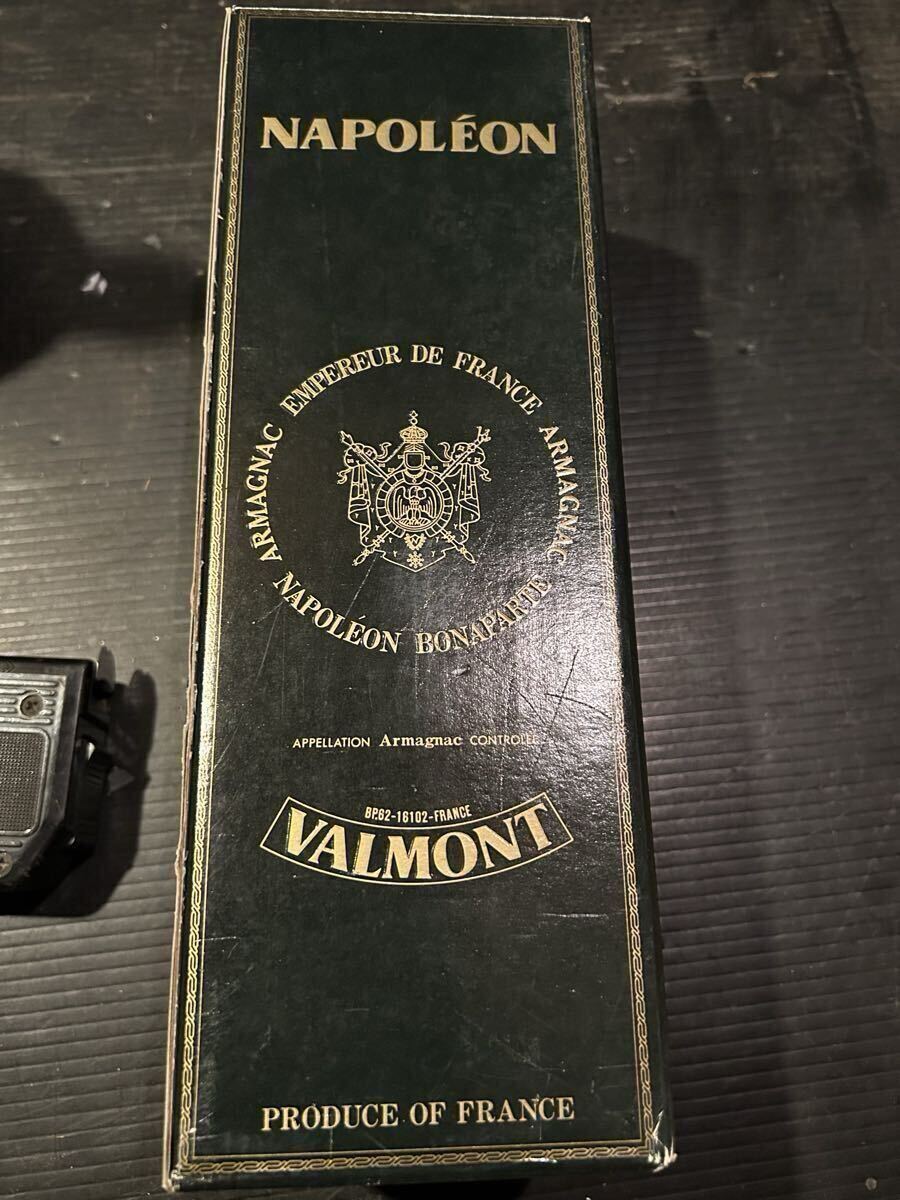 NAPOLÉON
ARMAGNAC EMPEREUR DE FRANCE ARMAGNAC
NAPOLÉON BONAPARTE
APPELLATION Armagnac CONTROLÉE
BP.62-16102-FRANCE
VALMONT
PRODUCE OF FRANCE